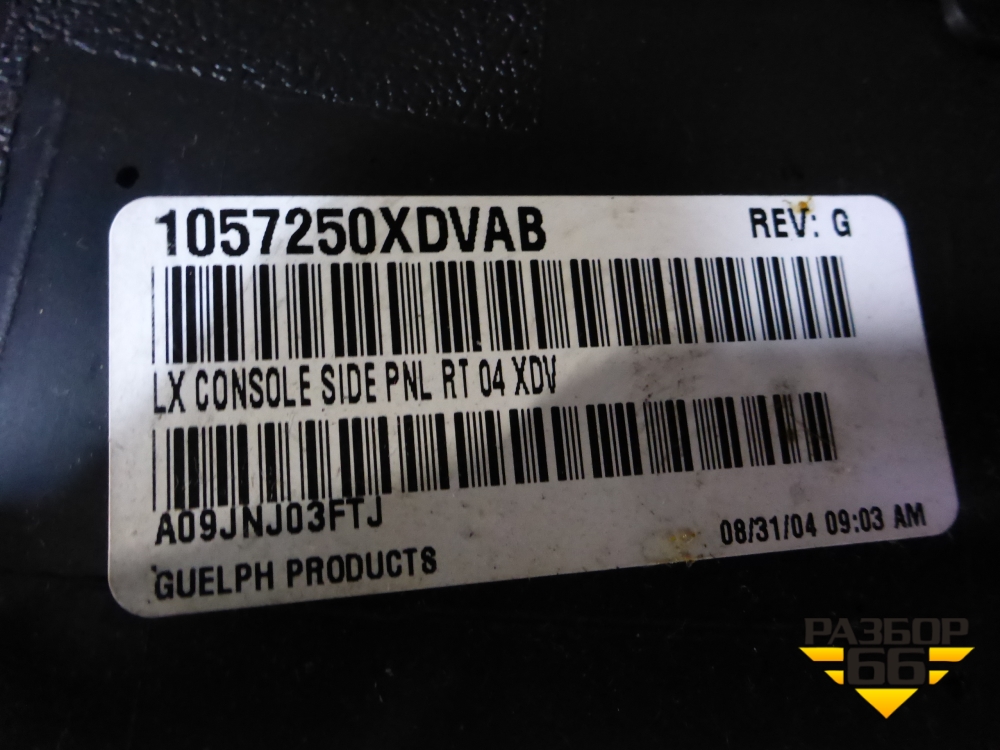 1057250XDVAB REV: G
LX CONSOLE SIDE PNL RT 04 XDV
A09JNJ03FTJ
08/31/04 09:03 AM
GUELPH PRODUCTS
РАЗБОР
66